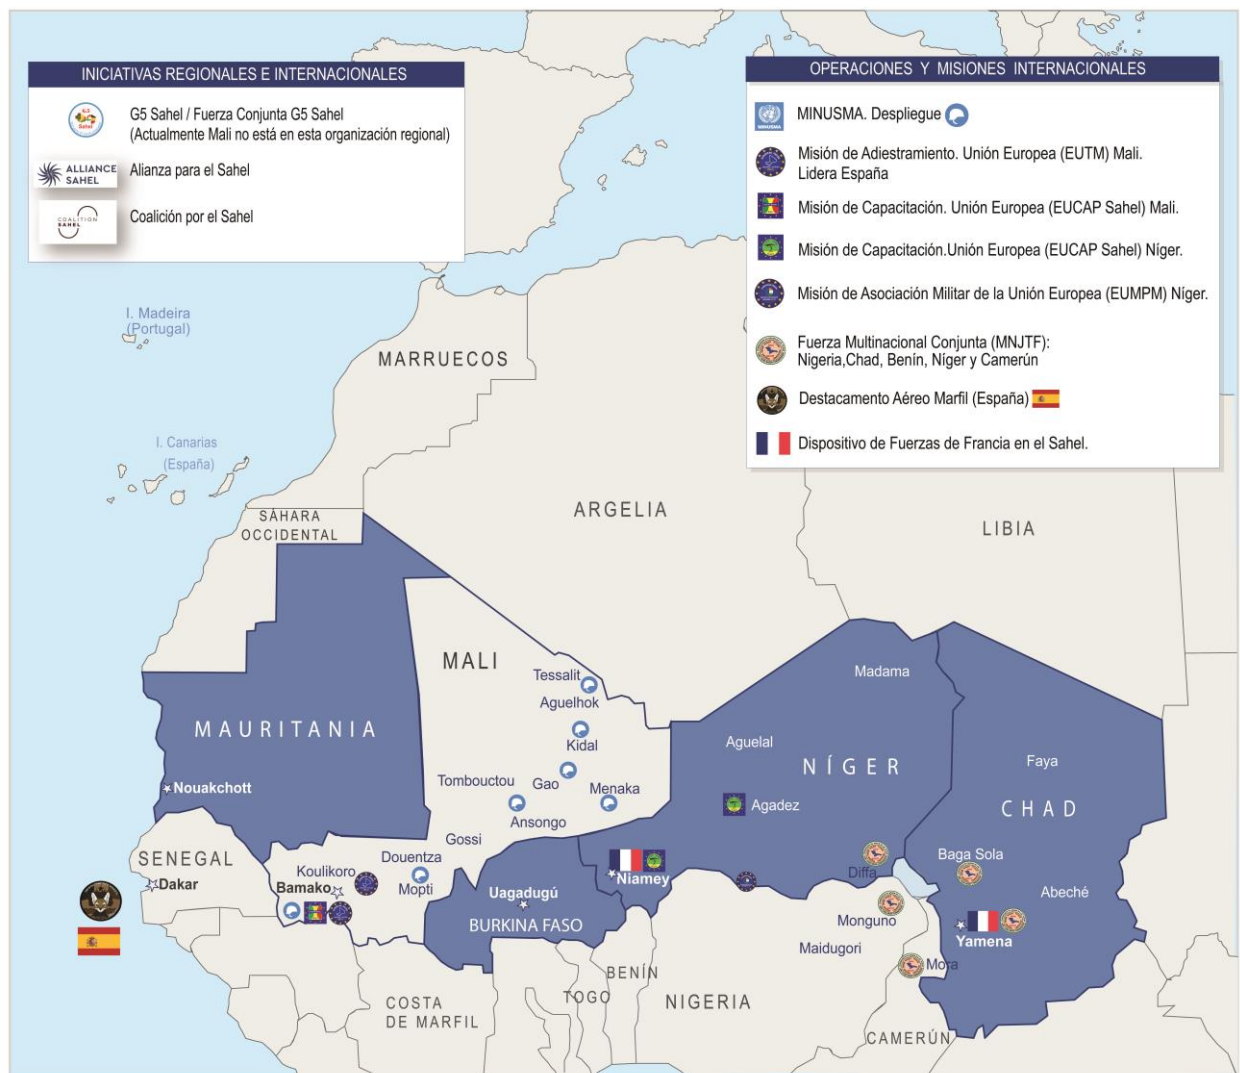 INICIATIVAS REGIONALES E INTERNACIONALES
G5 Sahel
G5 Sahel / Fuerza Conjunta G5 Sahel
(Actualmente Mali no está en esta organización regional)
ALLIANCE
SAHEL
Alianza para el Sahel
COALITION
SAHEL
Coalición por el Sahel
OPERACIONES Y MISIONES INTERNACIONALES
MINUSMA
MINUSMA. Despliegue
Misión de Adiestramiento. Unión Europea (EUTM) Mali.
Lidera España
Misión de Capacitación. Unión Europea (EUCAP Sahel) Mali.
Misión de Capacitación.Unión Europea (EUCAP Sahel) Níger.
Misión de Asociación Militar de la Unión Europea (EUMPM) Níger.
Fuerza Multinacional Conjunta (MNJTF):
Nigeria,Chad, Benín, Níger y Camerún
Destacamento Aéreo Marfil (España)
Dispositivo de Fuerzas de Francia en el Sahel.
I. Madeira
(Portugal)
MARRUECOS
I. Canarias
(España)
SÁHARA
OCCIDENTAL
ARGELIA
LIBIA
MALI
Tessalit
Aguelhok
Kidal
Tombouctou
Gao
Menaka
Ansongo
Gossi
Douentza
Mopti
Koulikoro
Bamako
MAURITANIA
Nouakchott
SENEGAL
Dakar
Uagadugú
BURKINA FASO
Niamey
Madama
Aguelal
NÍGER
Agadez
Diffa
Faya
CHAD
Baga Sola
Abeché
Yamena
Monguno
Maidugori
Mora
BENÍN
TOGO
NIGERIA
COSTA
DE MARFIL
CAMERÚN